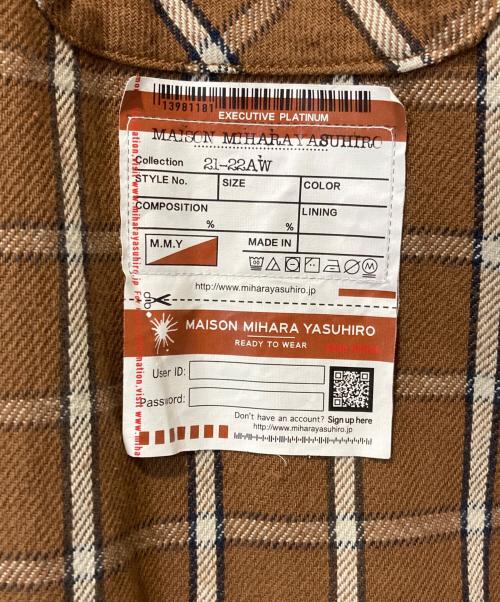 13981181
EXECUTIVE PLATINUM
MAISON MIHARAYASUHIRO
Collection 21-22AW
STYLE No. SIZE COLOR
COMPOSITION LINING
% %
M.M.Y MADE IN
http://www.miharayasuhiro.jp
MAISON MIHARA YASUHIRO
READY TO WEAR
User ID:
Password:
Don't have an account? Sign up here
http://www.miharayasuhiro.jp